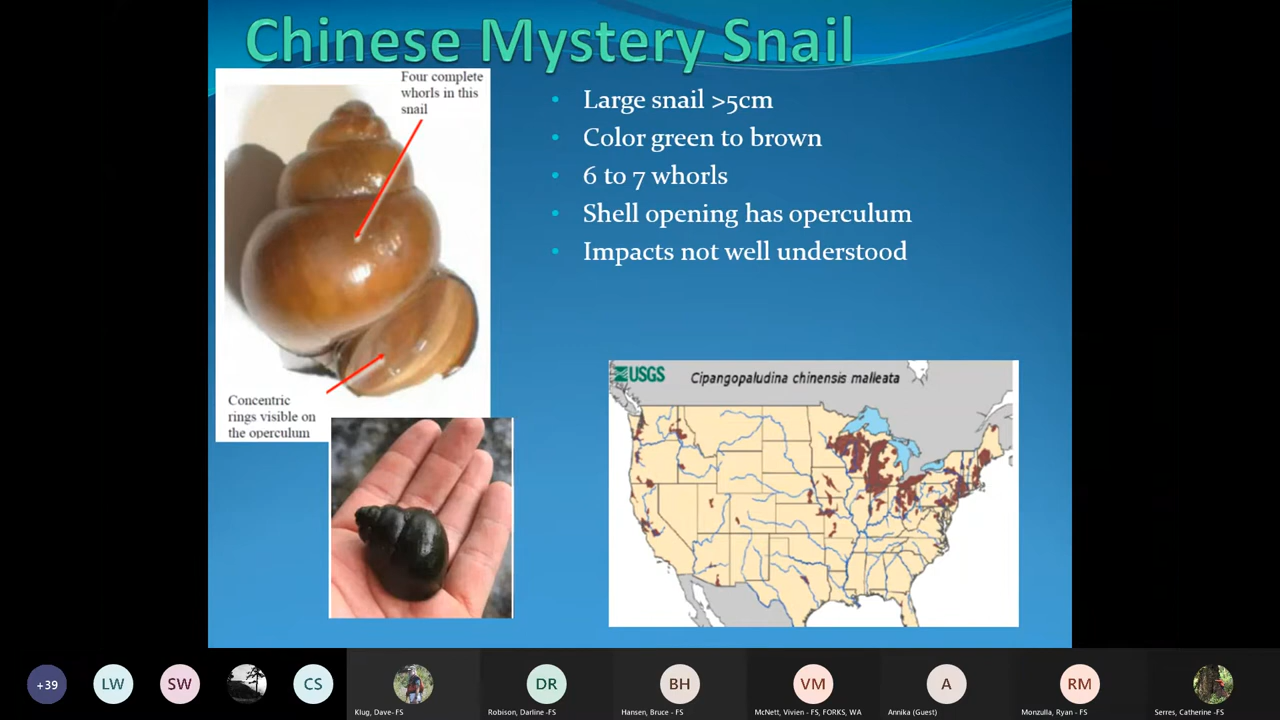 Chinese Mystery Snail
Four complete
whorls in this
snail
Concentric
rings visible on
the operculum
• Large snail >5cm
• Color green to brown
• 6 to 7 whorls
• Shell opening has operculum
• Impacts not well understood
USGS
Cipangopaludina chinensis malleata
+39
LW
SW
CS
Klug, Dave- FS
DR
Robison, Darline -FS
BH
Hansen, Bruce - FS
VM
McNett, Vivien - FS, FORKS, WA
A
Annika (Guest)
RM
Monzulla, Ryan - FS
Serres, Catherine -FS